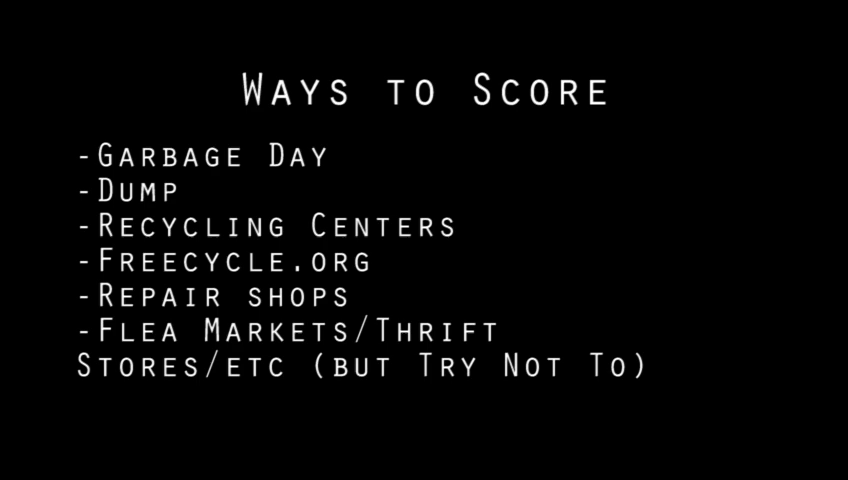 Ways to Score
-Garbage Day
-Dump
-Recycling Centers
-Freecycle.org
-Repair shops
-Flea Markets/Thrift
Stores/etc (but Try Not To)